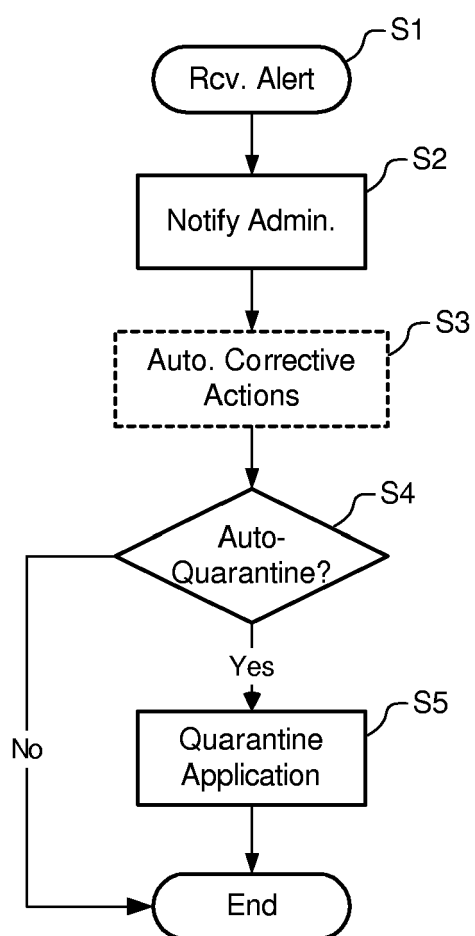 S1
Rcv. Alert
S2
Notify Admin.
S3
Auto. Corrective
Actions
S4
Auto-
Quarantine?
Yes
S5
Quarantine
Application
No
End